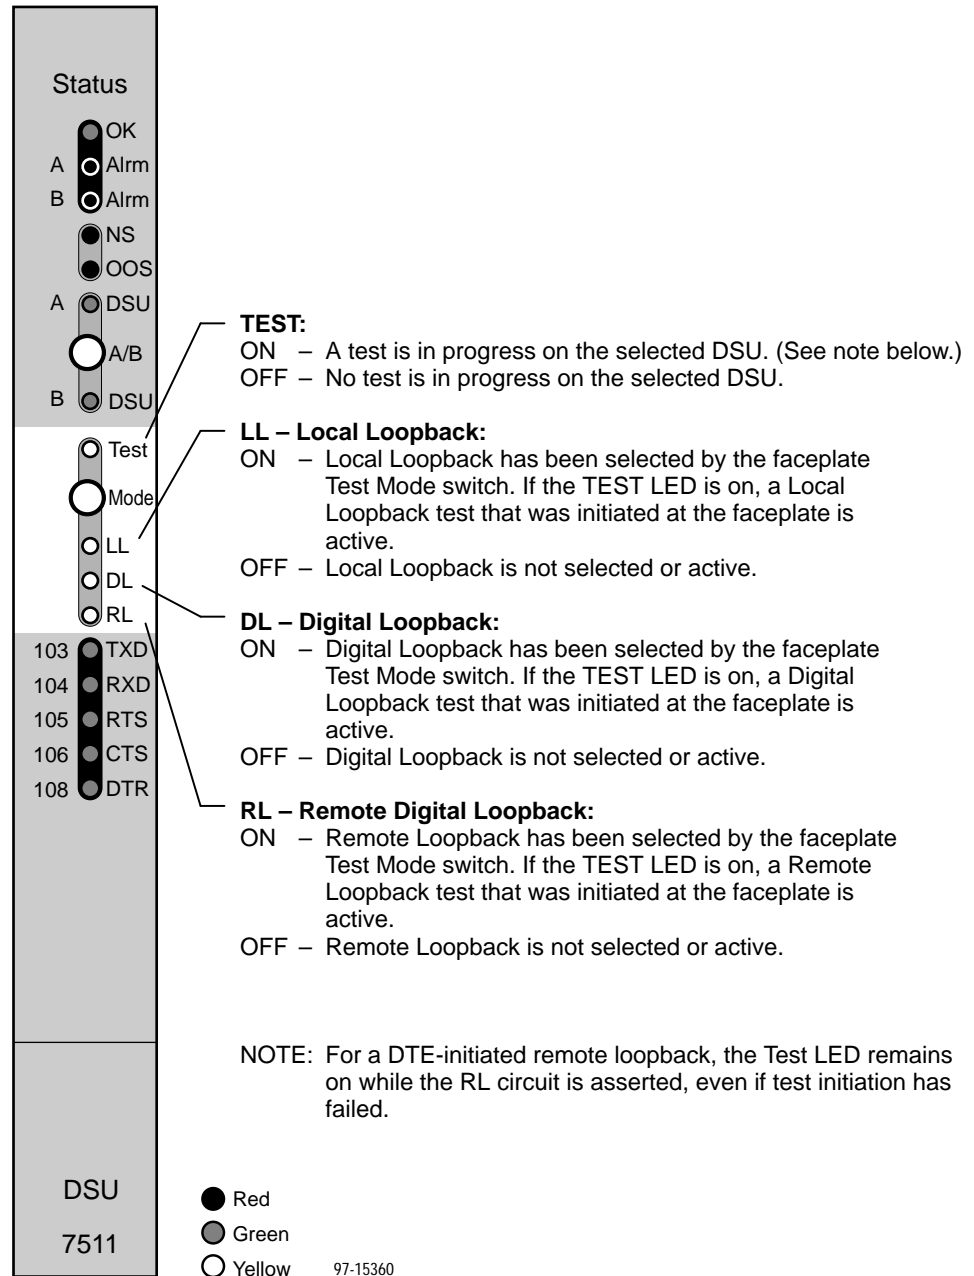 Status
OK
A Alrm
B Alrm
NS
OOS
A DSU
A/B
B DSU
Test
Mode
LL
DL
RL
103 TXD
104 RXD
105 RTS
106 CTS
108 DTR
DSU
7511
TEST:
ON – A test is in progress on the selected DSU. (See note below.)
OFF – No test is in progress on the selected DSU.
LL – Local Loopback:
ON – Local Loopback has been selected by the faceplate
Test Mode switch. If the TEST LED is on, a Local
Loopback test that was initiated at the faceplate is
active.
OFF – Local Loopback is not selected or active.
DL – Digital Loopback:
ON – Digital Loopback has been selected by the faceplate
Test Mode switch. If the TEST LED is on, a Digital
Loopback test that was initiated at the faceplate is
active.
OFF – Digital Loopback is not selected or active.
RL – Remote Digital Loopback:
ON – Remote Loopback has been selected by the faceplate
Test Mode switch. If the TEST LED is on, a Remote
Loopback test that was initiated at the faceplate is
active.
OFF – Remote Loopback is not selected or active.
NOTE: For a DTE-initiated remote loopback, the Test LED remains
on while the RL circuit is asserted, even if test initiation has
failed.
Red
Green
Yellow 97-15360